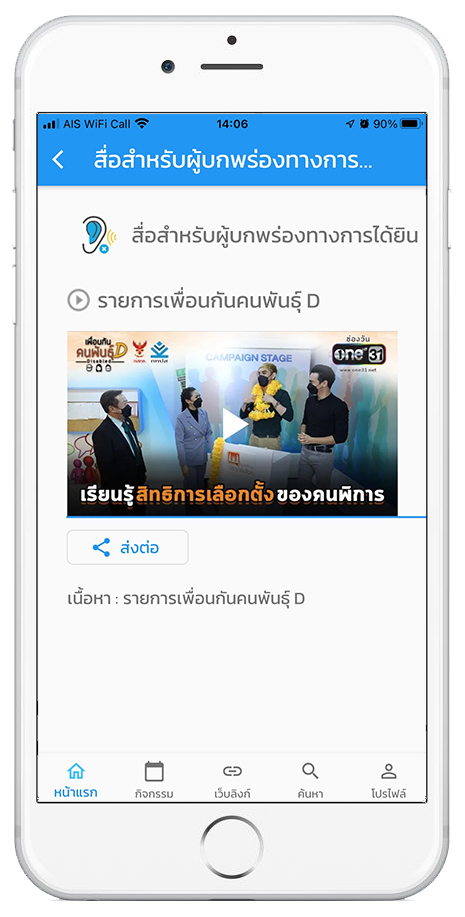 AIS WiFi Call 14:06 90%
สื่อสำหรับผู้บกพร่องทางการ...
สื่อสำหรับผู้บกพร่องทางการได้ยิน
รายการเพื่อนกันคนพันธุ์ D
เพื่อนกัน
คนพันธุ์D
Disabled
CAMPAIGN STAGE
ช่องวัน
one 31
www.one31.net
เรียนรู้สิทธิการเลือกตั้งของคนพิการ
ส่งต่อ
เนื้อหา : รายการเพื่อนกันคนพันธุ์ D
หน้าแรก กิจกรรม เว็บลิงก์ ค้นหา โปรไฟล์